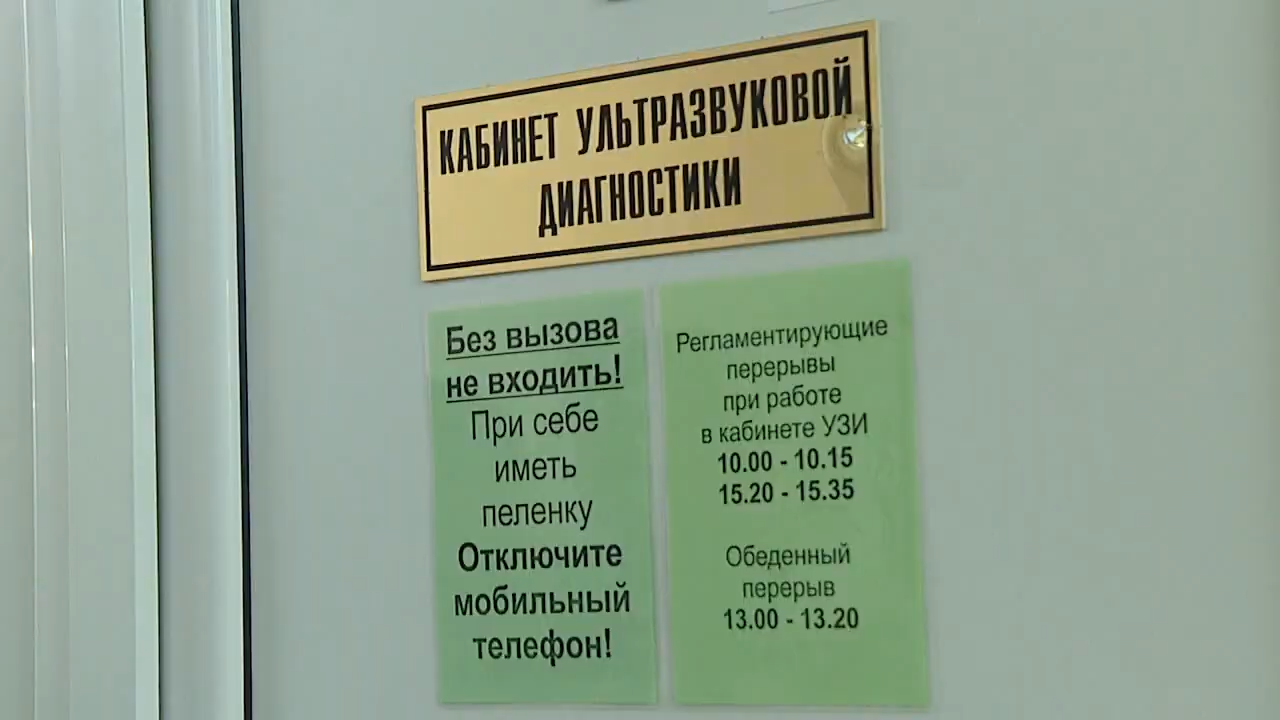 КАБИНЕТ УЛЬТРАЗВУКОВОЙ
ДИАГНОСТИКИ
Без вызова
не входить!
При себе
иметь
пеленку
Отключите
мобильный
телефон!
Регламентирующие
перерывы
при работе
в кабинете УЗИ
10.00 - 10.15
15.20 - 15.35
Обеденный
перерыв
13.00 - 13.20